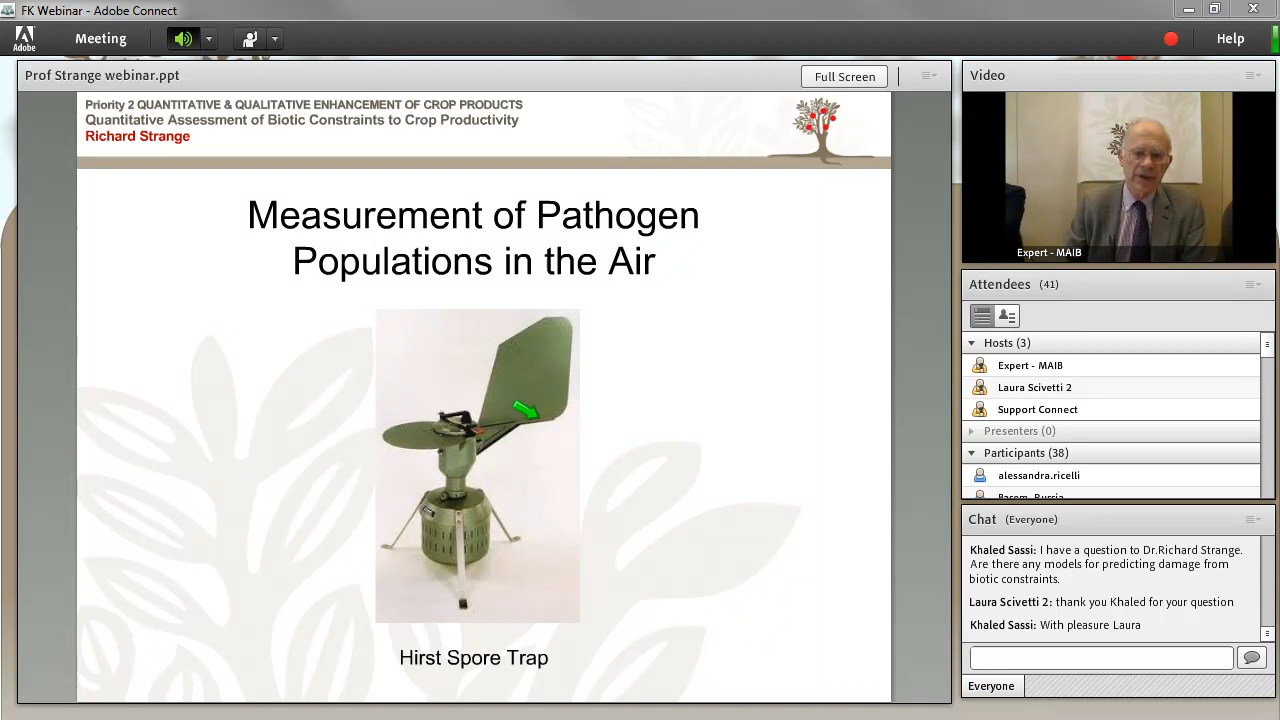 FK Webinar - Adobe Connect
Adobe
Meeting
Help
Prof Strange webinar.ppt
Full Screen
Priority 2 QUANTITATIVE & QUALITATIVE ENHANCEMENT OF CROP PRODUCTS
Quantitative Assessment of Biotic Constraints to Crop Productivity
Richard Strange
Measurement of Pathogen
Populations in the Air
Hirst Spore Trap
Video
Expert - MAIB
Attendees (41)
Hosts (3)
Expert - MAIB
Laura Scivetti 2
Support Connect
Presenters (0)
Participants (38)
alessandra.ricelli
Chat (Everyone)
Khaled Sassi: I have a question to Dr.Richard Strange.
Are there any models for predicting damage from
biotic constraints.
Laura Scivetti 2: thank you Khaled for your question
Khaled Sassi: With pleasure Laura
Everyone